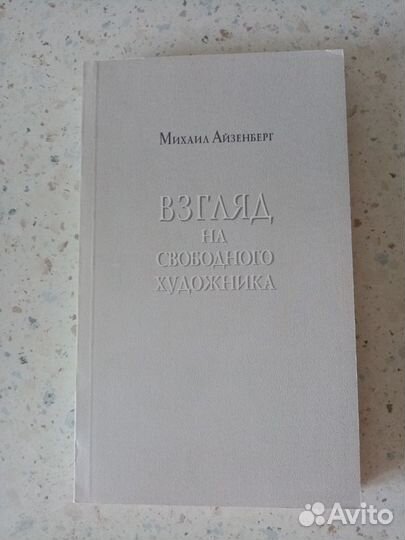 Михаил Айзенберг
ВЗГЛЯД
НА
СВОБОДНОГО
ХУДОЖНИКА
Avito